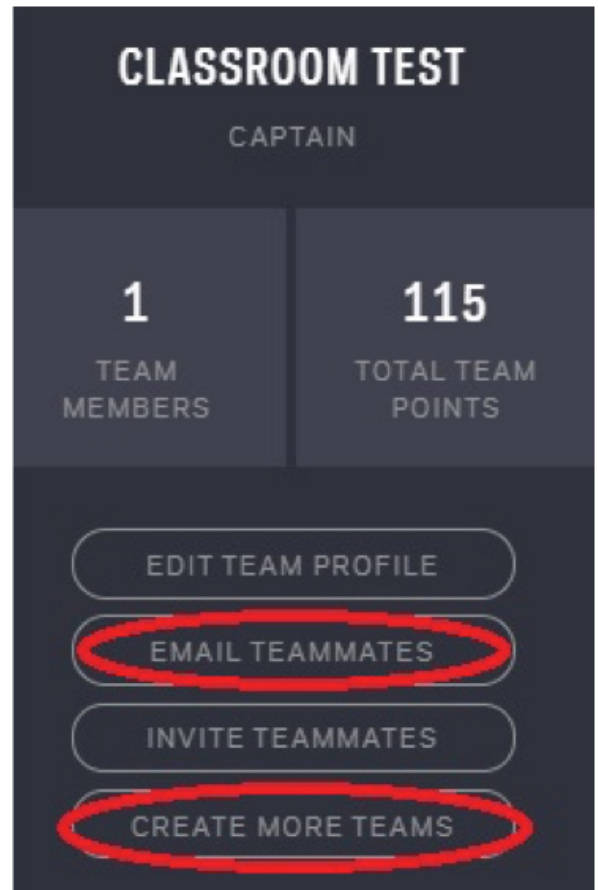 CLASSROOM TEST
CAPTAIN
1
TEAM
MEMBERS
115
TOTAL TEAM
POINTS
EDIT TEAM PROFILE
EMAIL TEAMMATES
INVITE TEAMMATES
CREATE MORE TEAMS